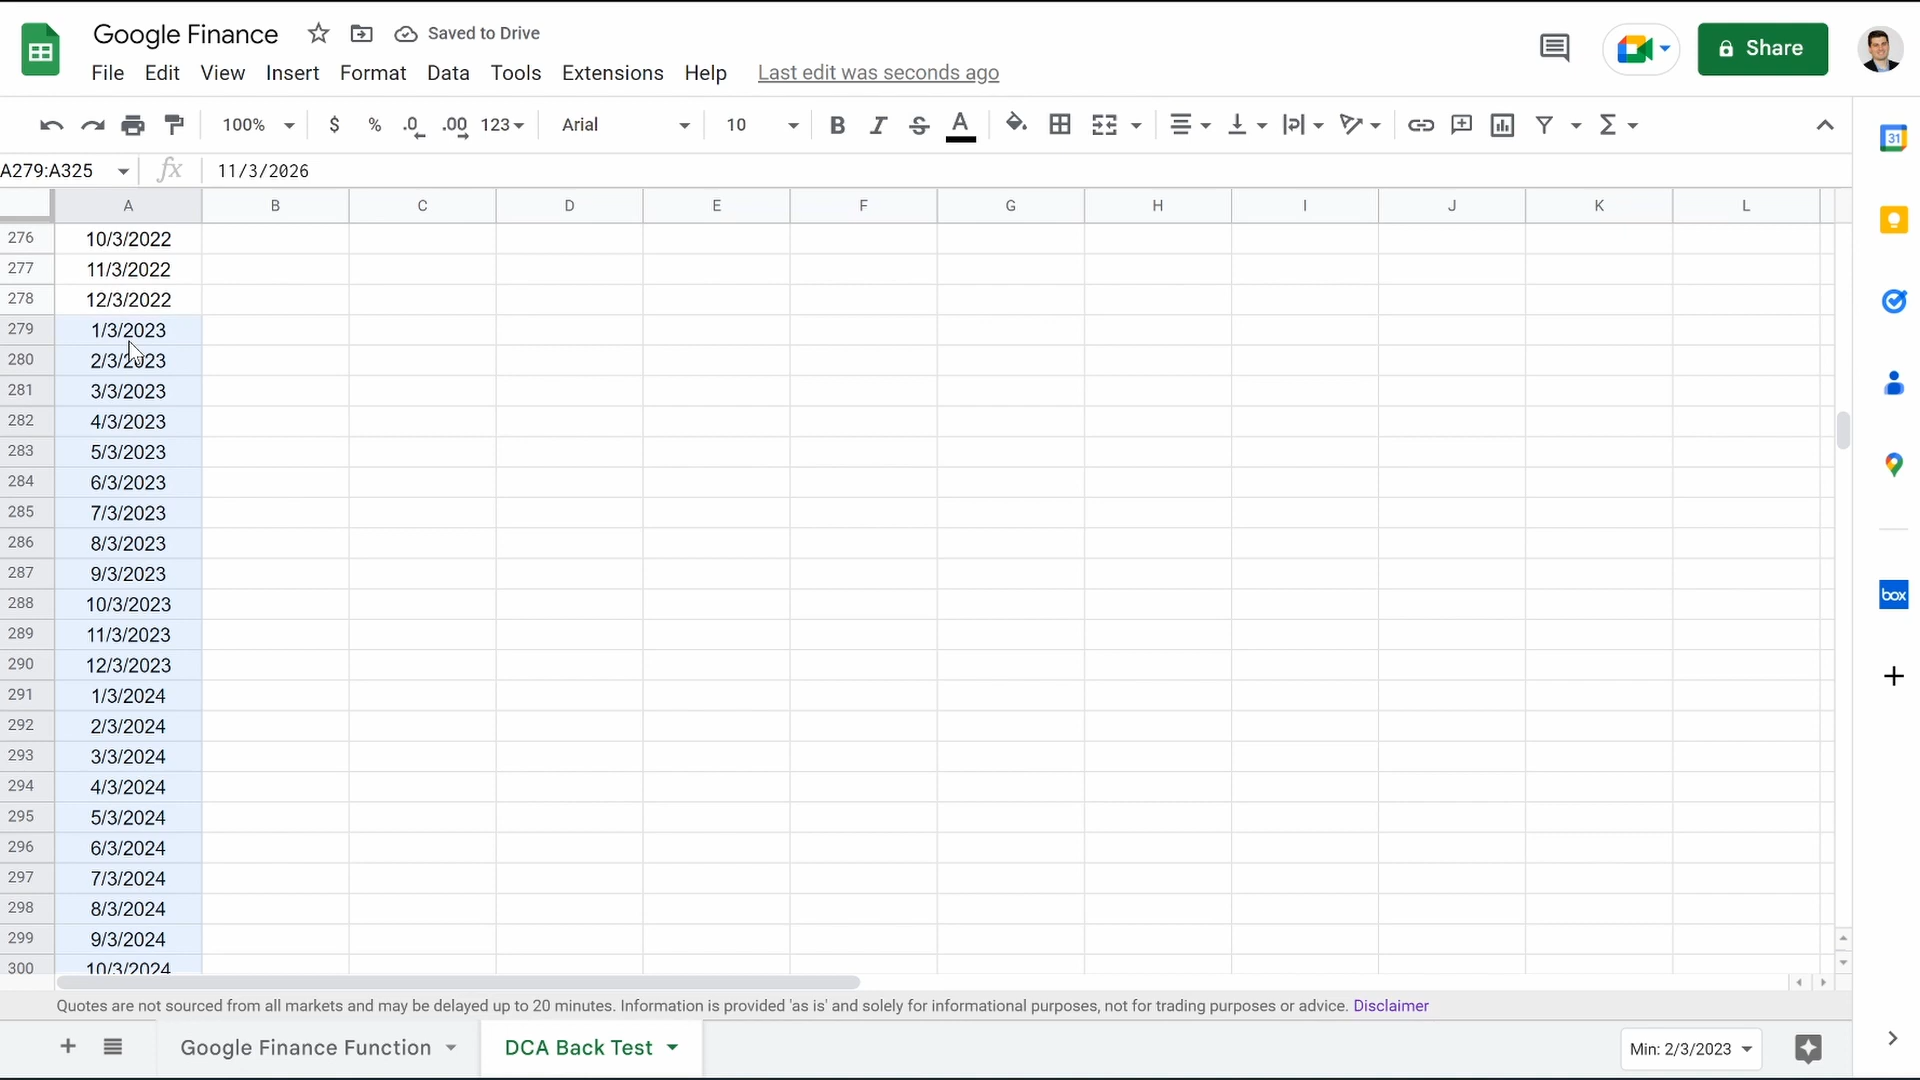 Google Finance Saved to Drive
File Edit View Insert Format Data Tools Extensions Help Last edit was seconds ago
Share
31
100% $ % .0 .00 123 Arial 10 B I S A
A279:A325 fx 11/3/2026
A B C D E F G H I J K L
276 10/3/2022
277 11/3/2022
278 12/3/2022
279 1/3/2023
280 2/3/2023
281 3/3/2023
282 4/3/2023
283 5/3/2023
284 6/3/2023
285 7/3/2023
286 8/3/2023
287 9/3/2023
288 10/3/2023
box
289 11/3/2023
290 12/3/2023
291 1/3/2024
292 2/3/2024
293 3/3/2024
294 4/3/2024
295 5/3/2024
296 6/3/2024
297 7/3/2024
298 8/3/2024
299 9/3/2024
300 10/3/2024
Quotes are not sourced from all markets and may be delayed up to 20 minutes. Information is provided 'as is' and solely for informational purposes, not for trading purposes or advice. Disclaimer
Google Finance Function DCA Back Test Min: 2/3/2023